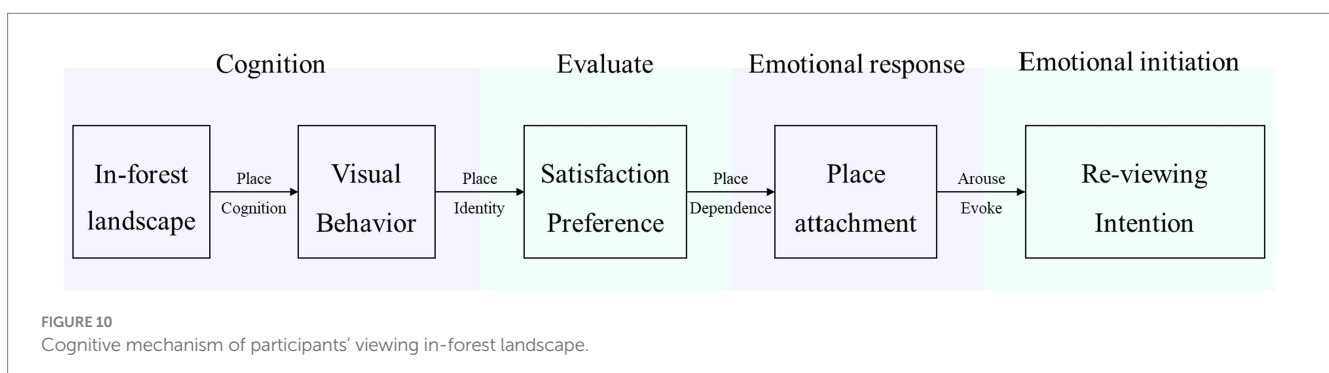 Cognition
Evaluate
Emotional response
Emotional initiation
In-forest
landscape
Place
Cognition
Visual
Behavior
Place
Identity
Satisfaction
Preference
Place
Dependence
Place
attachment
Arouse
Evoke
Re-viewing
Intention
FIGURE 10
Cognitive mechanism of participants’ viewing in-forest landscape.